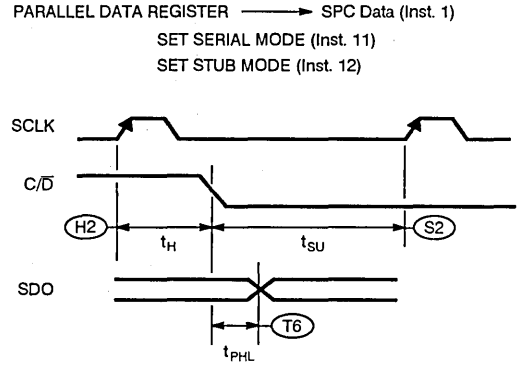 PARALLEL DATA REGISTER SPC Data (Inst. 1)
SET SERIAL MODE (Inst. 11)
SET STUB MODE (Inst. 12)
SCLK
C/D̅
H2 tH tSU S2
SDO
T6
tPHL